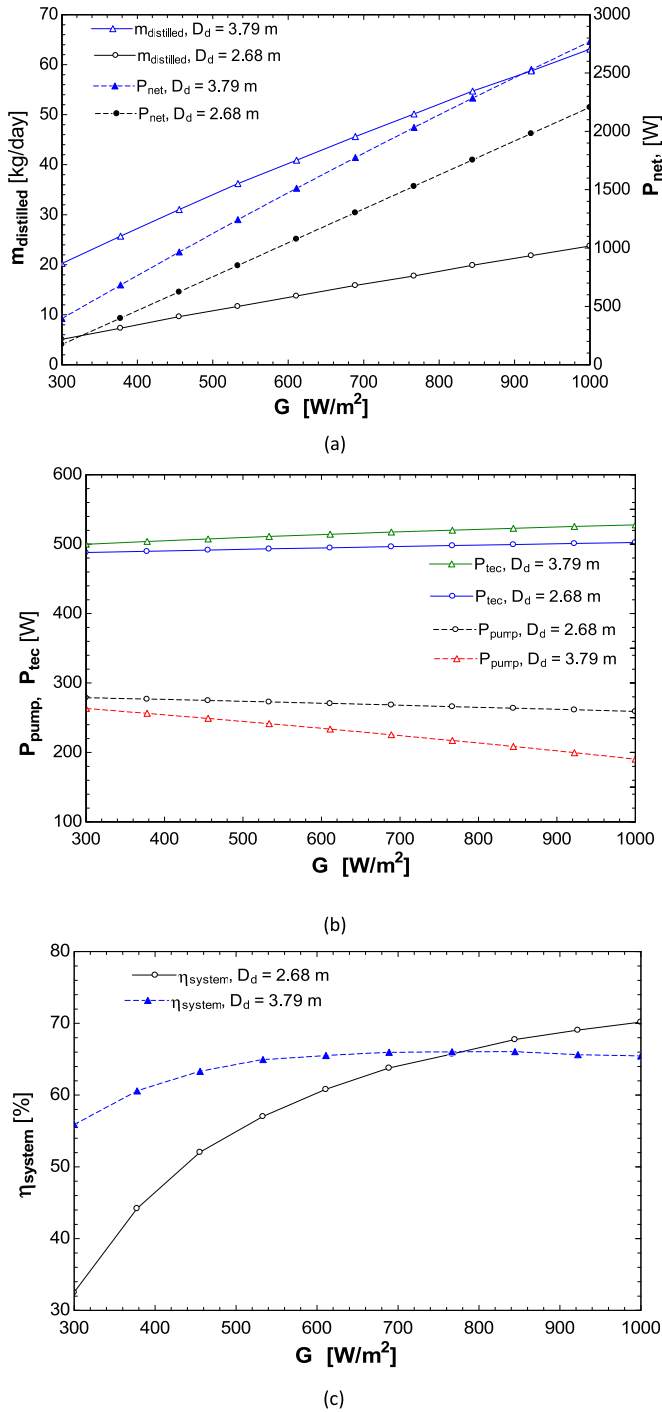 m_distilled, D_d = 3.79 m
m_distilled, D_d = 2.68 m
P_net, D_d = 3.79 m
P_net, D_d = 2.68 m
m_distilled [kg/day]
P_net, [W]
70
60
50
40
30
20
10
0
3000
2500
2000
1500
1000
500
0
300 400 500 600 700 800 900 1000
G [W/m²]
(a)
P_pump, P_tec [W]
600
500
400
300
200
100
P_tec, D_d = 3.79 m
P_tec, D_d = 2.68 m
P_pump, D_d = 2.68 m
P_pump, D_d = 3.79 m
300 400 500 600 700 800 900 1000
G [W/m²]
(b)
η_system [%]
80
70
60
50
40
30
η_system, D_d = 2.68 m
η_system, D_d = 3.79 m
300 400 500 600 700 800 900 1000
G [W/m²]
(c)